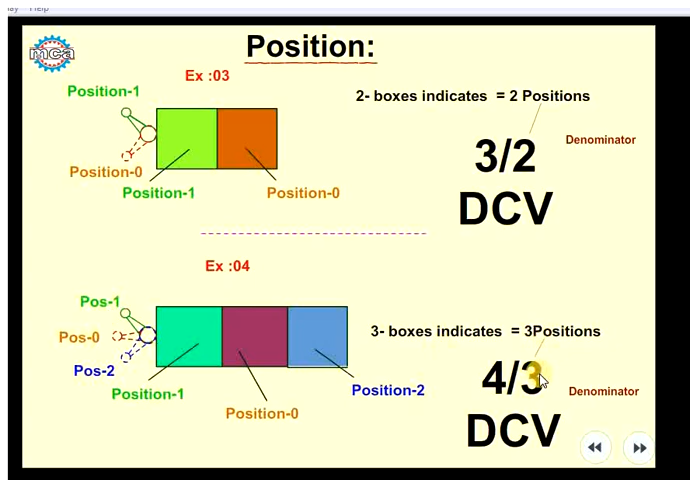 Help
mca
Position:
Ex :03
Position-1
2- boxes indicates = 2 Positions
Denominator
3/2
DCV
Position-0
Position-1
Position-0
Ex :04
Pos-1
Pos-0
Pos-2
3- boxes indicates = 3Positions
4/3
DCV
Denominator
Position-1
Position-0
Position-2